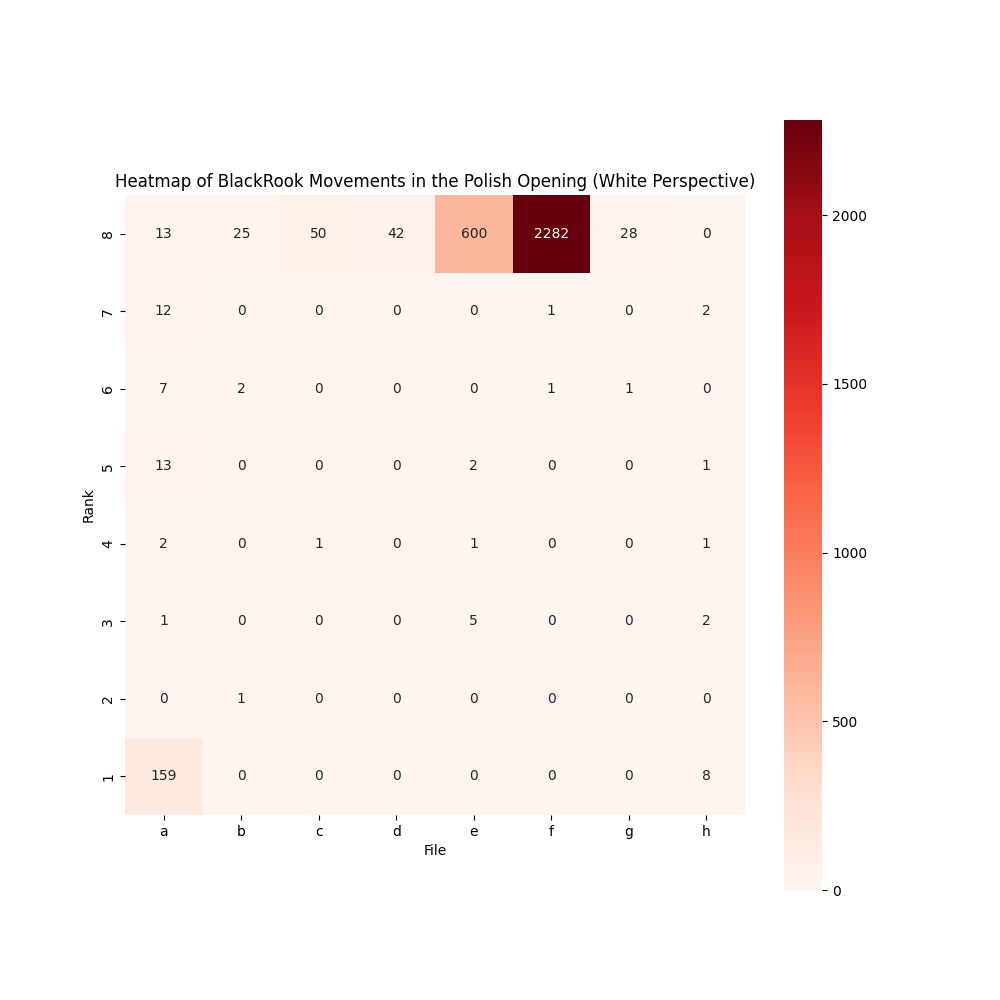 Heatmap of BlackRook Movements in the Polish Opening (White Perspective)
8 13 25 50 42 600 2282 28 0
7 12 0 0 0 0 1 0 2
6 7 2 0 0 0 1 1 0
5 13 0 0 0 2 0 0 1
4 2 0 1 0 1 0 0 1
3 1 0 0 0 5 0 0 2
2 0 1 0 0 0 0 0 0
1 159 0 0 0 0 0 0 8
a b c d e f g h
Rank
File
2000
1500
1000
500
0